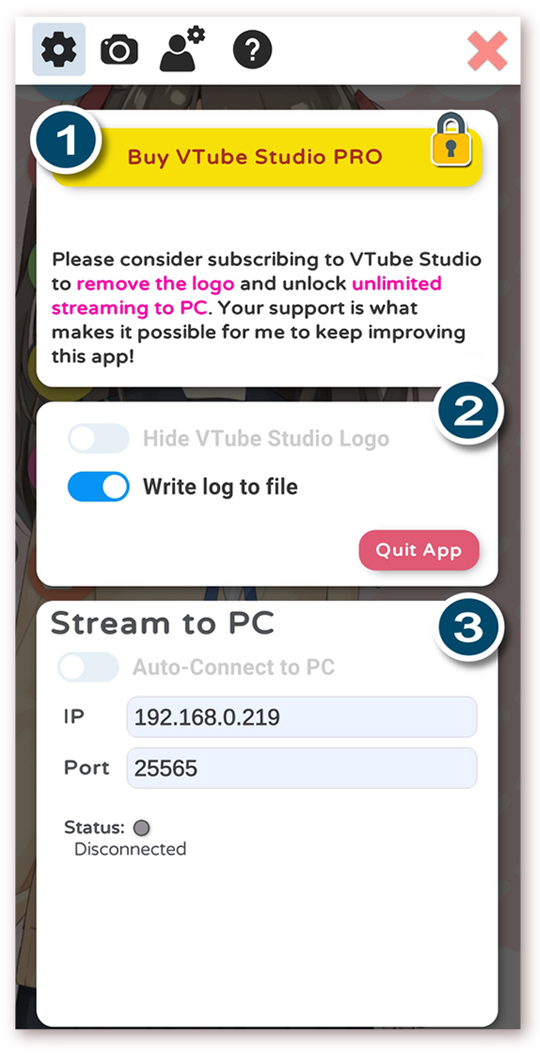 ?
1
Buy VTube Studio PRO
Please consider subscribing to VTube Studio
to remove the logo and unlock unlimited
streaming to PC. Your support is what
makes it possible for me to keep improving
this app!
2
Hide VTube Studio Logo
Write log to file
Quit App
3
Stream to PC
Auto-Connect to PC
IP 192.168.0.219
Port 25565
Status:
Disconnected